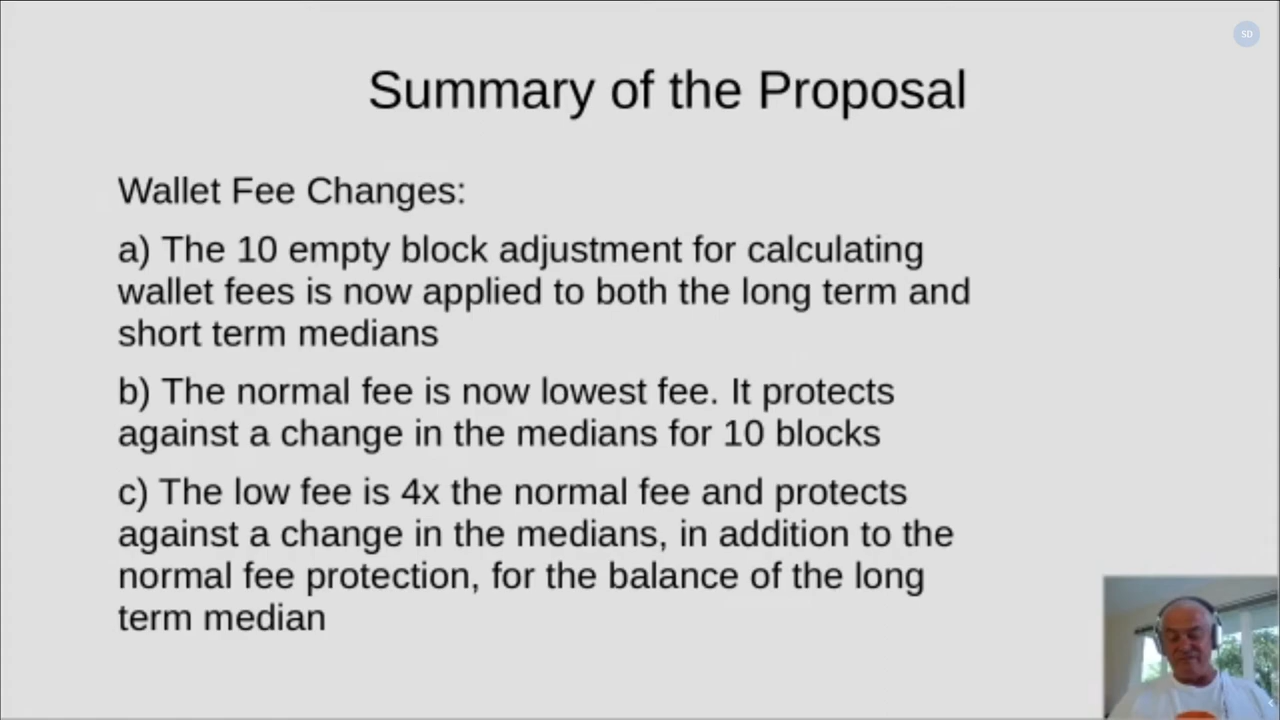 SD
Summary of the Proposal
Wallet Fee Changes:
a) The 10 empty block adjustment for calculating
wallet fees is now applied to both the long term and
short term medians
b) The normal fee is now lowest fee. It protects
against a change in the medians for 10 blocks
c) The low fee is 4x the normal fee and protects
against a change in the medians, in addition to the
normal fee protection, for the balance of the long
term median